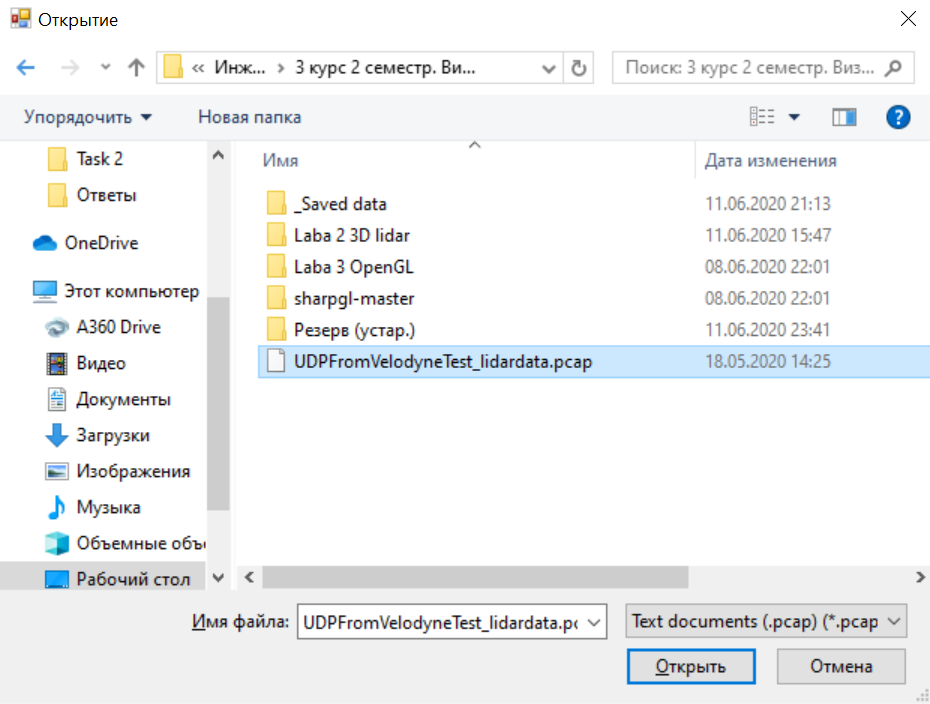 Открытие
« Инж... › 3 курс 2 семестр. Ви...
Поиск: 3 курс 2 семестр. Виз...
Упорядочить
Новая папка
?
Task 2
Ответы
OneDrive
Этот компьютер
A360 Drive
Видео
Документы
Загрузки
Изображения
Музыка
Объемные объ
Рабочий стол
Имя Дата изменения
_Saved data 11.06.2020 21:13
Laba 2 3D lidar 11.06.2020 15:47
Laba 3 OpenGL 08.06.2020 22:01
sharpgl-master 08.06.2020 22:01
Резерв (устар.) 11.06.2020 23:41
UDPFromVelodyneTest_lidardata.pcap 18.05.2020 14:25
Имя файла: UDPFromVelodyneTest_lidardata.pc
Text documents (.pcap) (*.pcap
Открыть Отмена